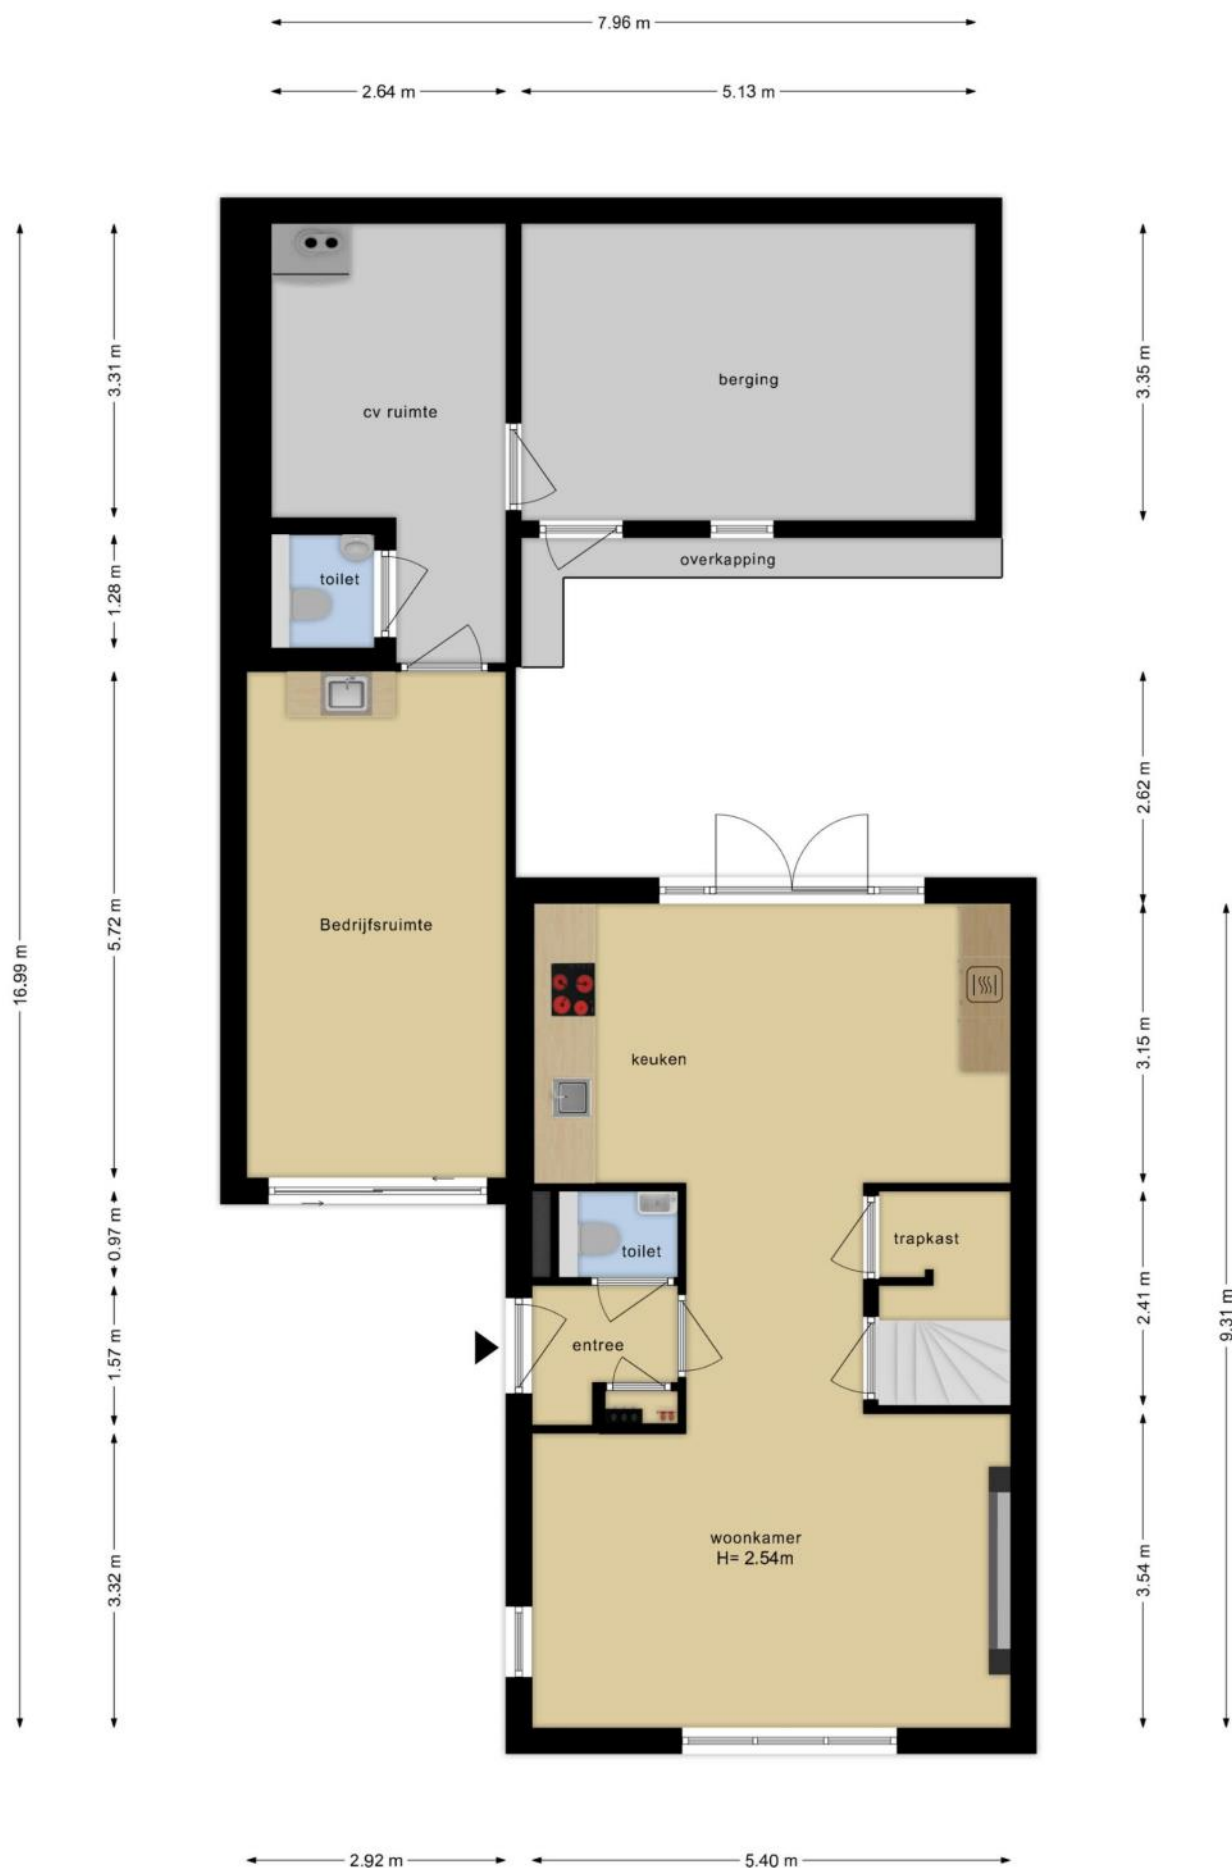 7.96 m
2.64 m
5.13 m
3.31 m
3.35 m
berging
cv ruimte
overkapping
toilet
1.28 m
2.62 m
Bedrijfsruimte
5.72 m
16.99 m
keuken
3.15 m
0.97 m
toilet
trapkast
2.41 m
9.31 m
1.57 m
entree
woonkamer
H= 2.54m
3.32 m
3.54 m
2.92 m
5.40 m